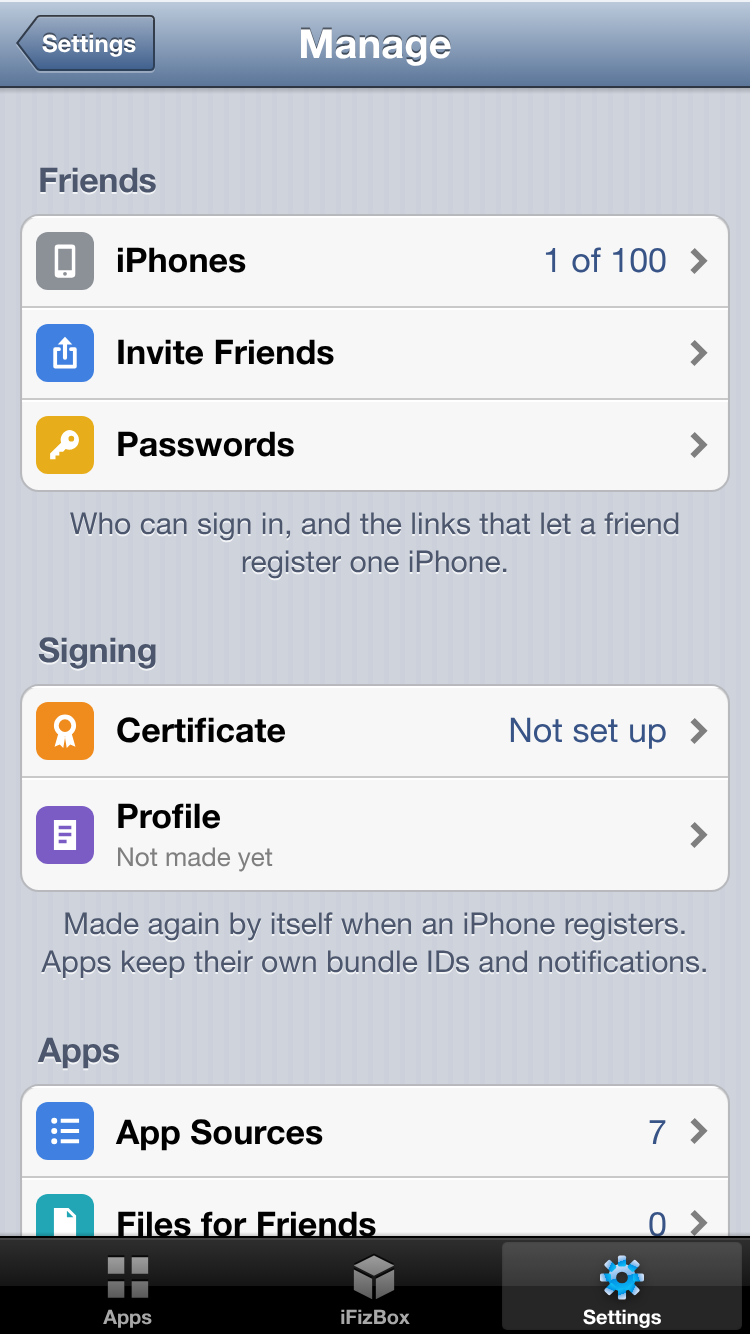 Settings
Manage
Friends
iPhones
1 of 100
Invite Friends
Passwords
Who can sign in, and the links that let a friend
register one iPhone.
Signing
Certificate
Not set up
Profile
Not made yet
Made again by itself when an iPhone registers.
Apps keep their own bundle IDs and notifications.
Apps
App Sources
7
Files for Friends
0
Apps
iFizBox
Settings